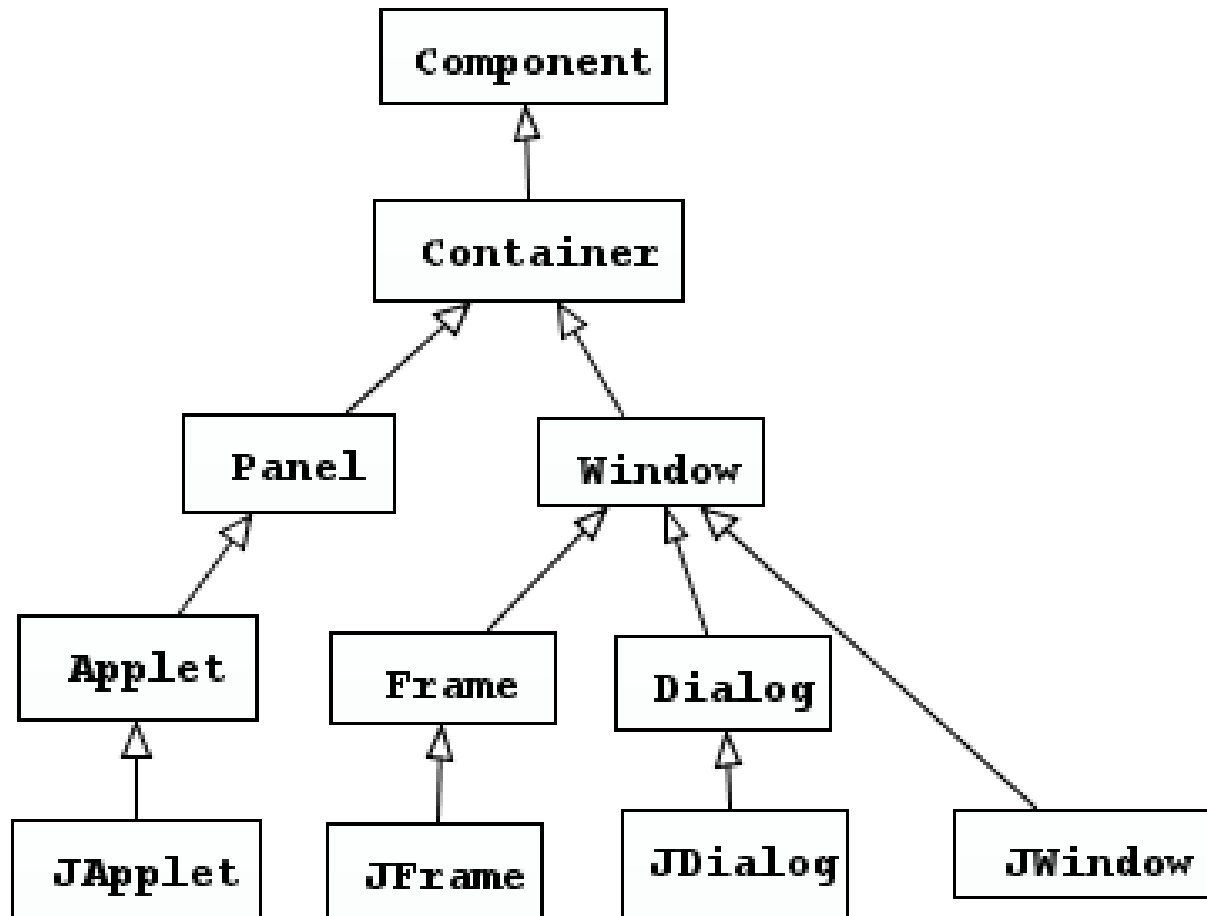 Component
Container
Panel
Window
Applet
Frame
Dialog
JApplet
JFrame
JDialog
JWindow